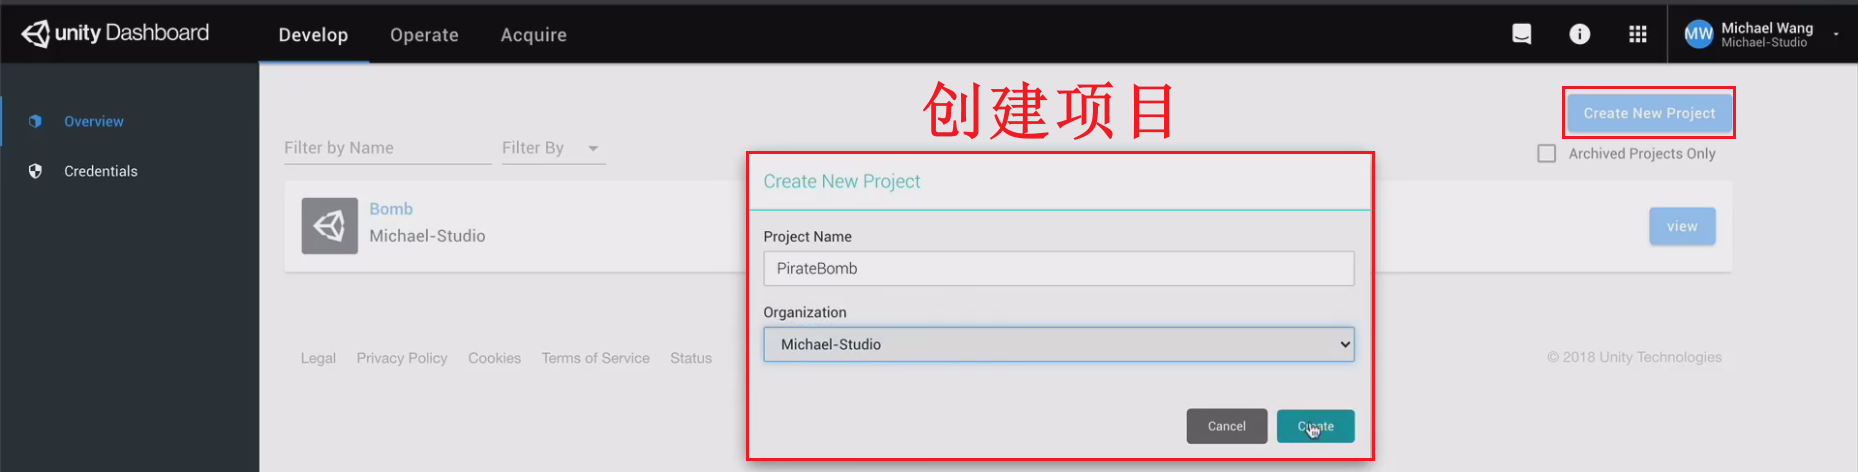 unity Dashboard
Develop Operate Acquire
MW Michael Wang
Michael-Studio
Overview
Credentials
创建项目
Create New Project
Filter by Name Filter By
Archived Projects Only
Bomb
Michael-Studio
view
Create New Project
Project Name
PirateBomb
Organization
Michael-Studio
Cancel Create
Legal Privacy Policy Cookies Terms of Service Status
© 2018 Unity Technologies